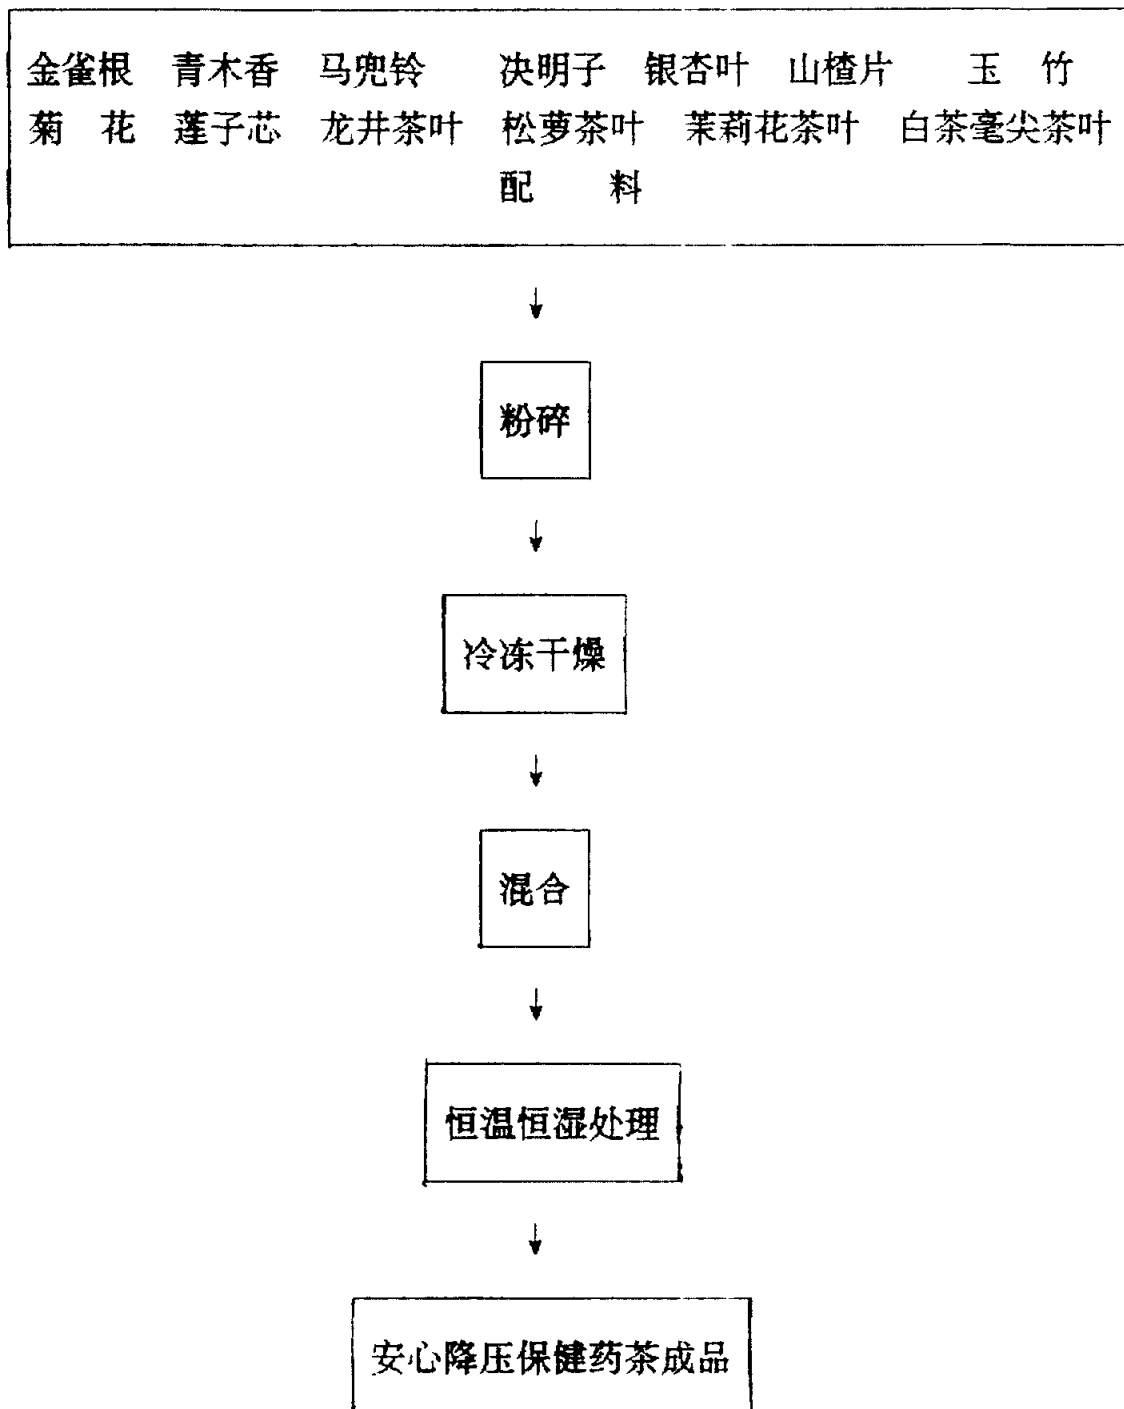 金雀根 青木香 马兜铃 决明子 银杏叶 山楂片 玉 竹
菊 花 莲子芯 龙井茶叶 松萝茶叶 茉莉花茶叶 白茶毫尖茶叶
配 料
↓
粉碎
↓
冷冻干燥
↓
混合
↓
恒温恒湿处理
↓
安心降压保健药茶成品